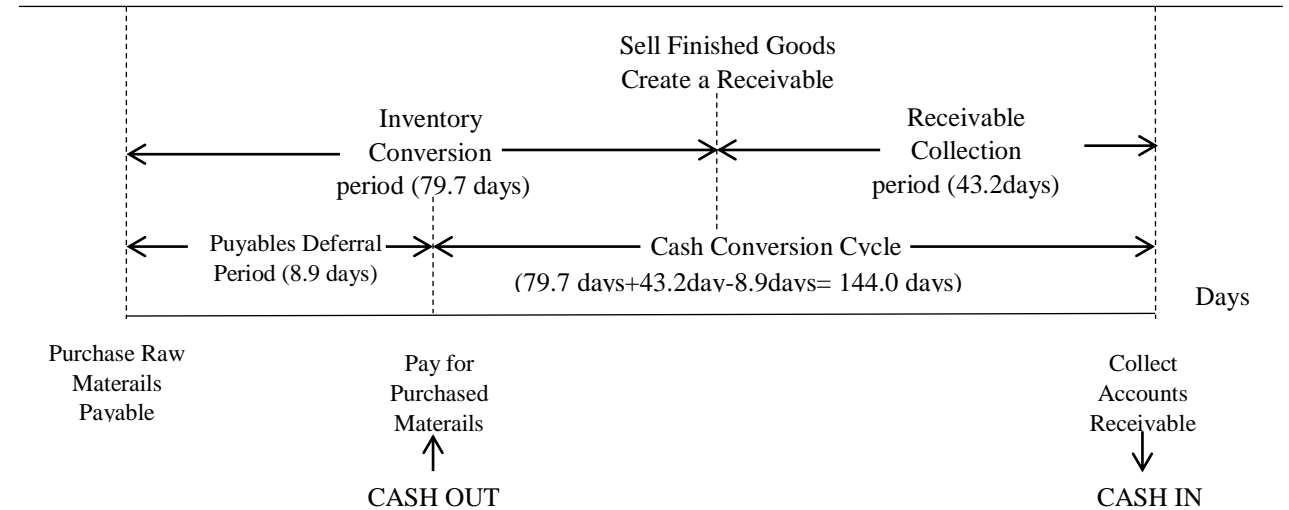 Sell Finished Goods
Create a Receivable
Inventory
Conversion
period (79.7 days)
Receivable
Collection
period (43.2days)
Puyables Deferral
Period (8.9 days)
Cash Conversion Cycle
(79.7 days+43.2day-8.9days= 144.0 days)
Days
Purchase Raw
Materails
Payable
Pay for
Purchased
Materails
Collect
Accounts
Receivable
CASH OUT
CASH IN